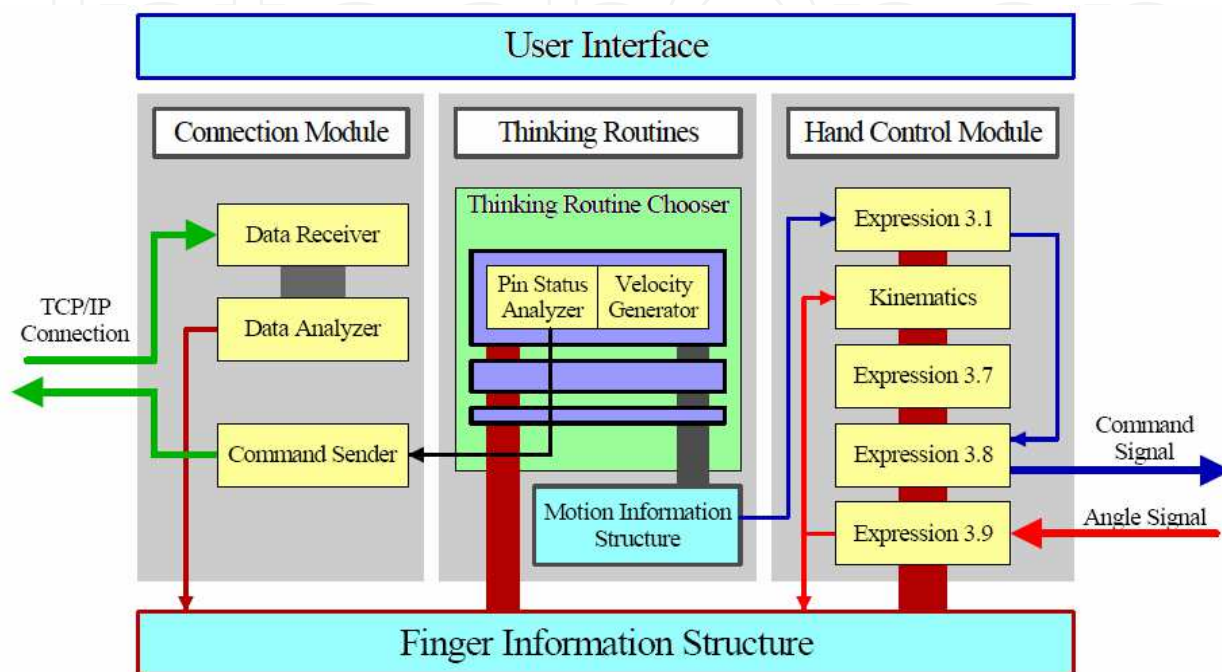 User Interface
Connection Module
Thinking Routines
Hand Control Module
Thinking Routine Chooser
Data Receiver
Expression 3.1
Pin Status
Analyzer
Velocity
Generator
Kinematics
TCP/IP
Connection
Data Analyzer
Expression 3.7
Command Sender
Expression 3.8
Command
Signal
Motion Information
Structure
Expression 3.9
Angle Signal
Finger Information Structure